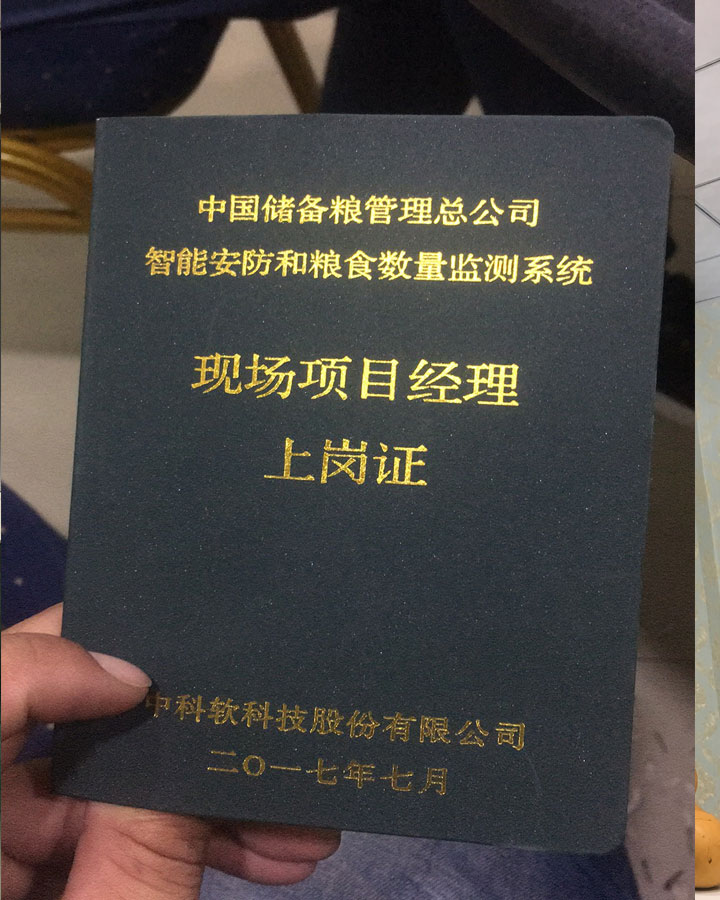 中国储备粮管理总公司
智能安防和粮食数量监测系统
现场项目经理
上岗证
中科软科技股份有限公司
二〇一七年七月